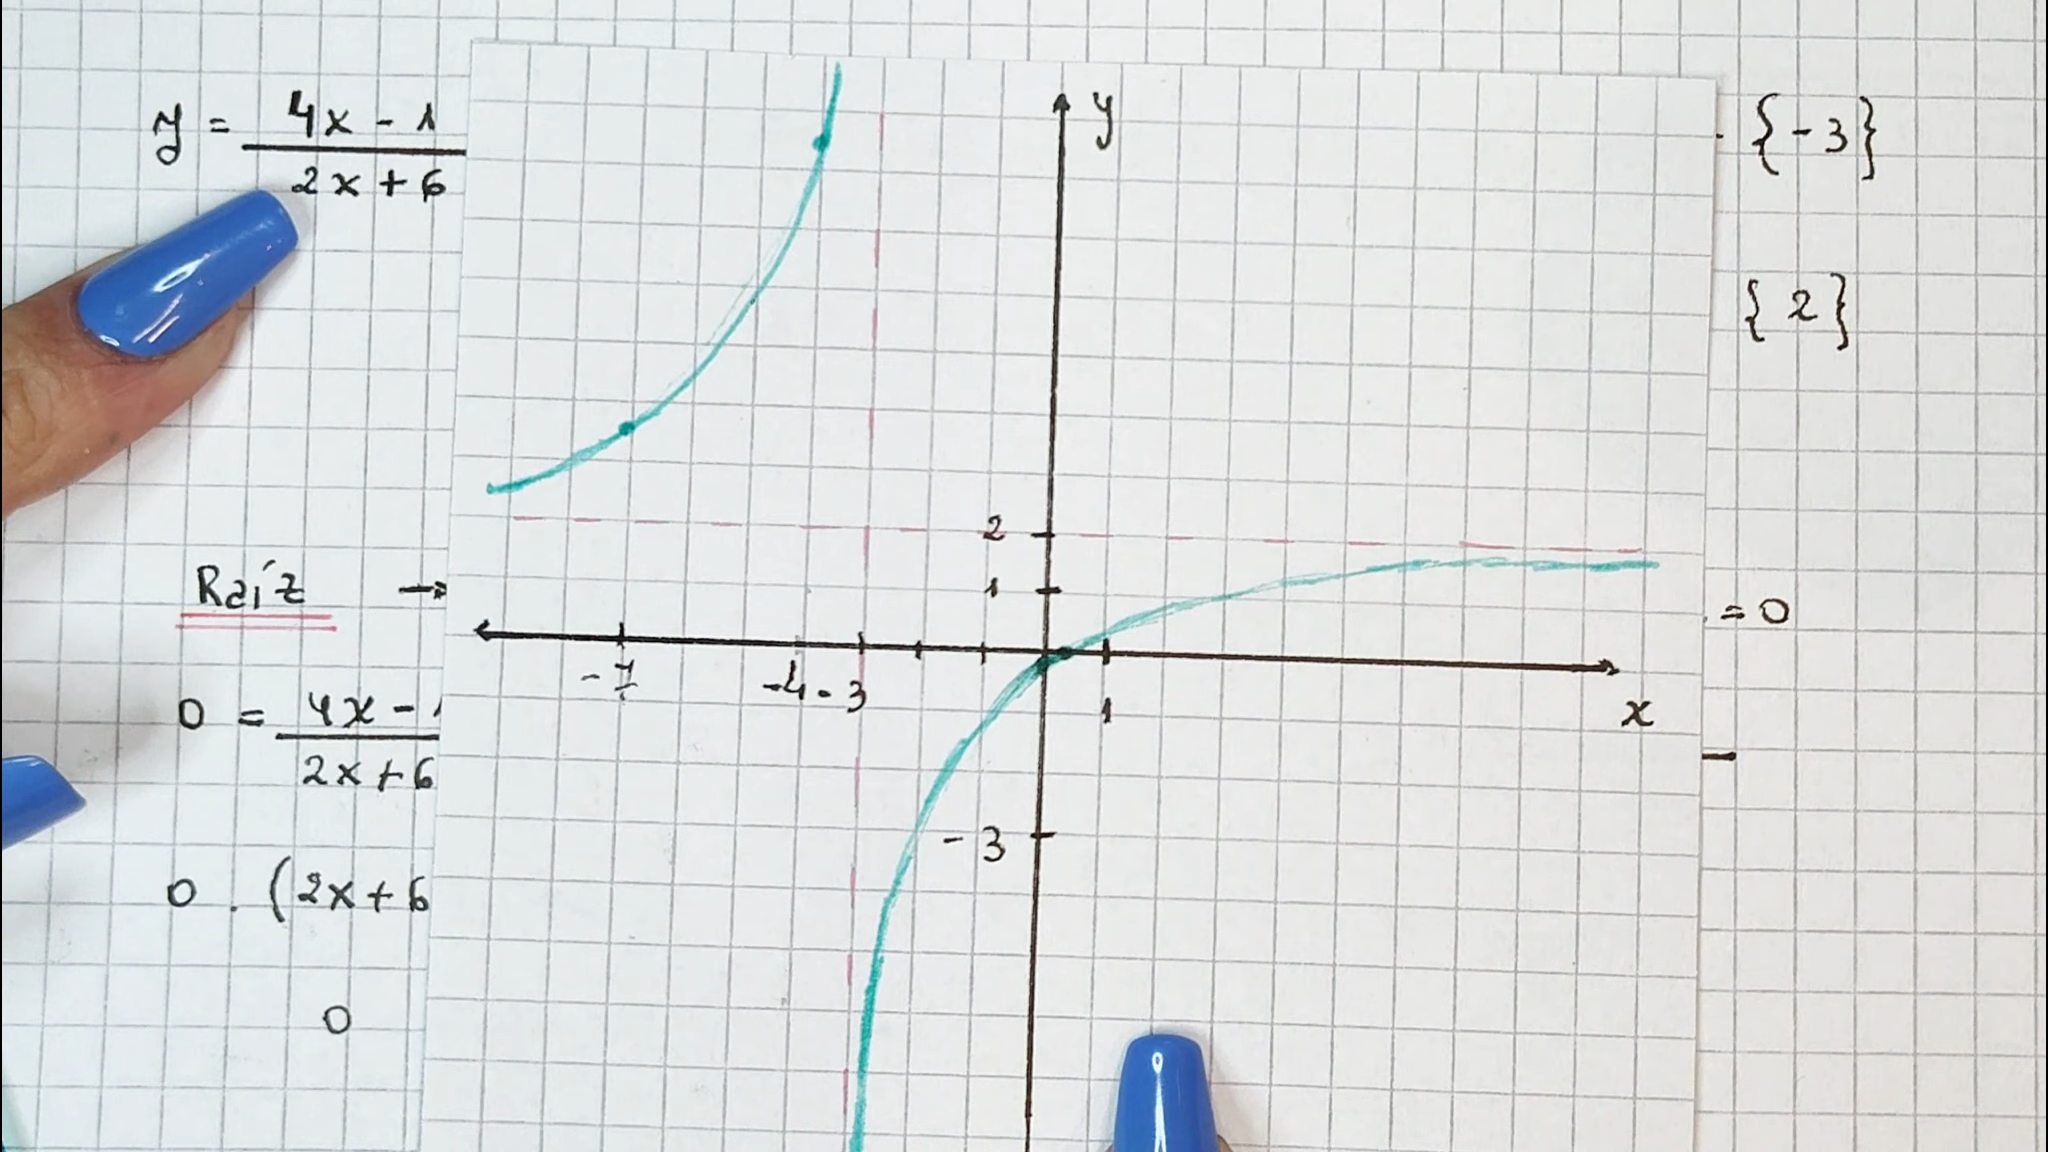 y = 4x - 1
2x + 6
- {-3}
{2}
Raíz →
= 0
0 = 4x - 1
2x + 6
0 . (2x + 6
0
y
2
1
-7 -4 -3 1 x
-3